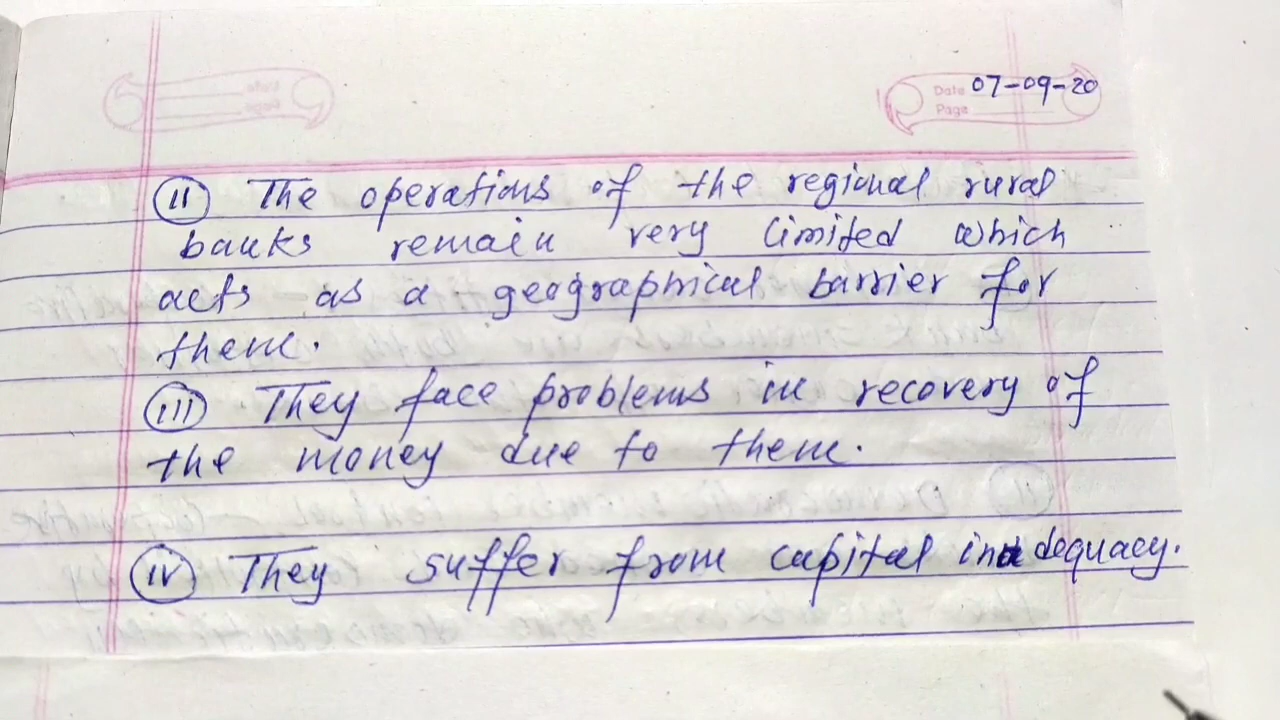 Date 07-09-20
Page
(ii) The operations of the regional rural
banks remain very limited which
acts as a geographical barrier for
them.
(iii) They face problems in recovery of
the money due to them.
(iv) They suffer from capital inadequacy.